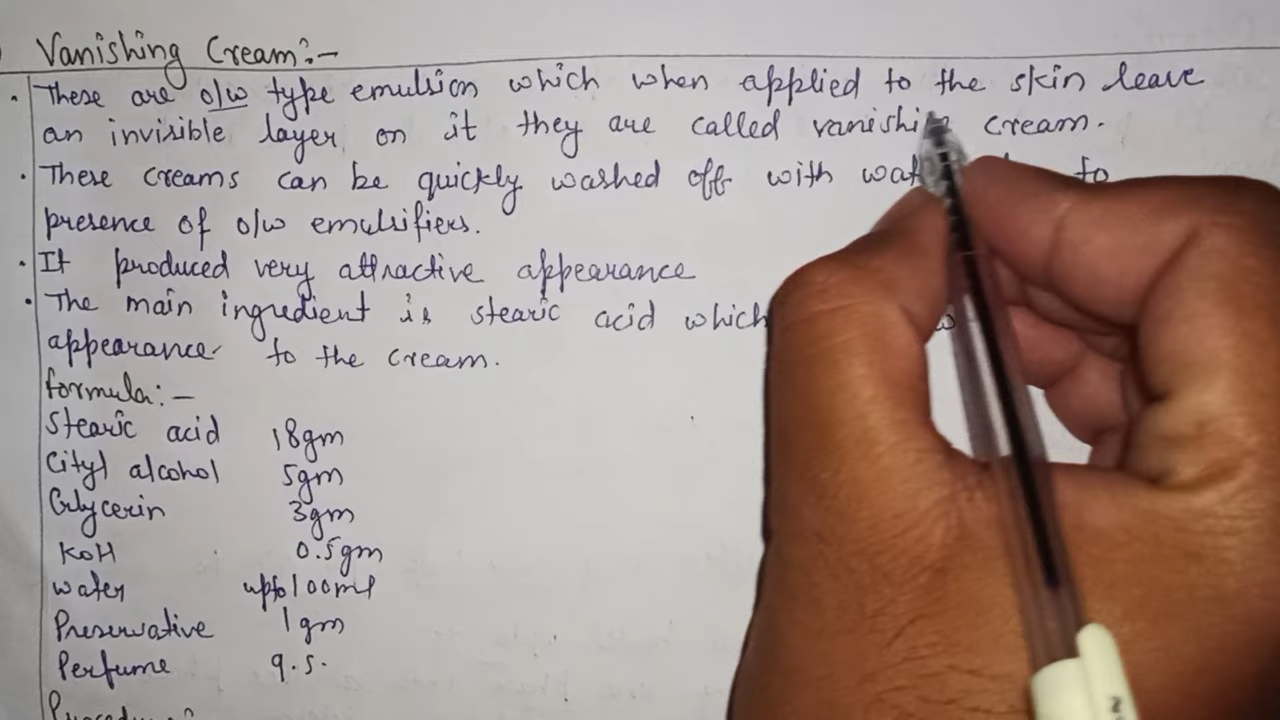 Vanishing Cream:-
• These are o/w type emulsion which when applied to the skin leave
an invisible layer on it they are called vanishing cream.
• These creams can be quickly washed off with to
presence of o/w emulsifiers.
• It produced very attractive appearance
• The main ingredient is stearic acid which
appearance to the cream.
formula:-
Stearic acid 18gm
Cityl alcohol 5gm
Glycerin 3gm
KOH 0.5gm
water upto 100ml
Preservative 1gm
Perfume q.s.